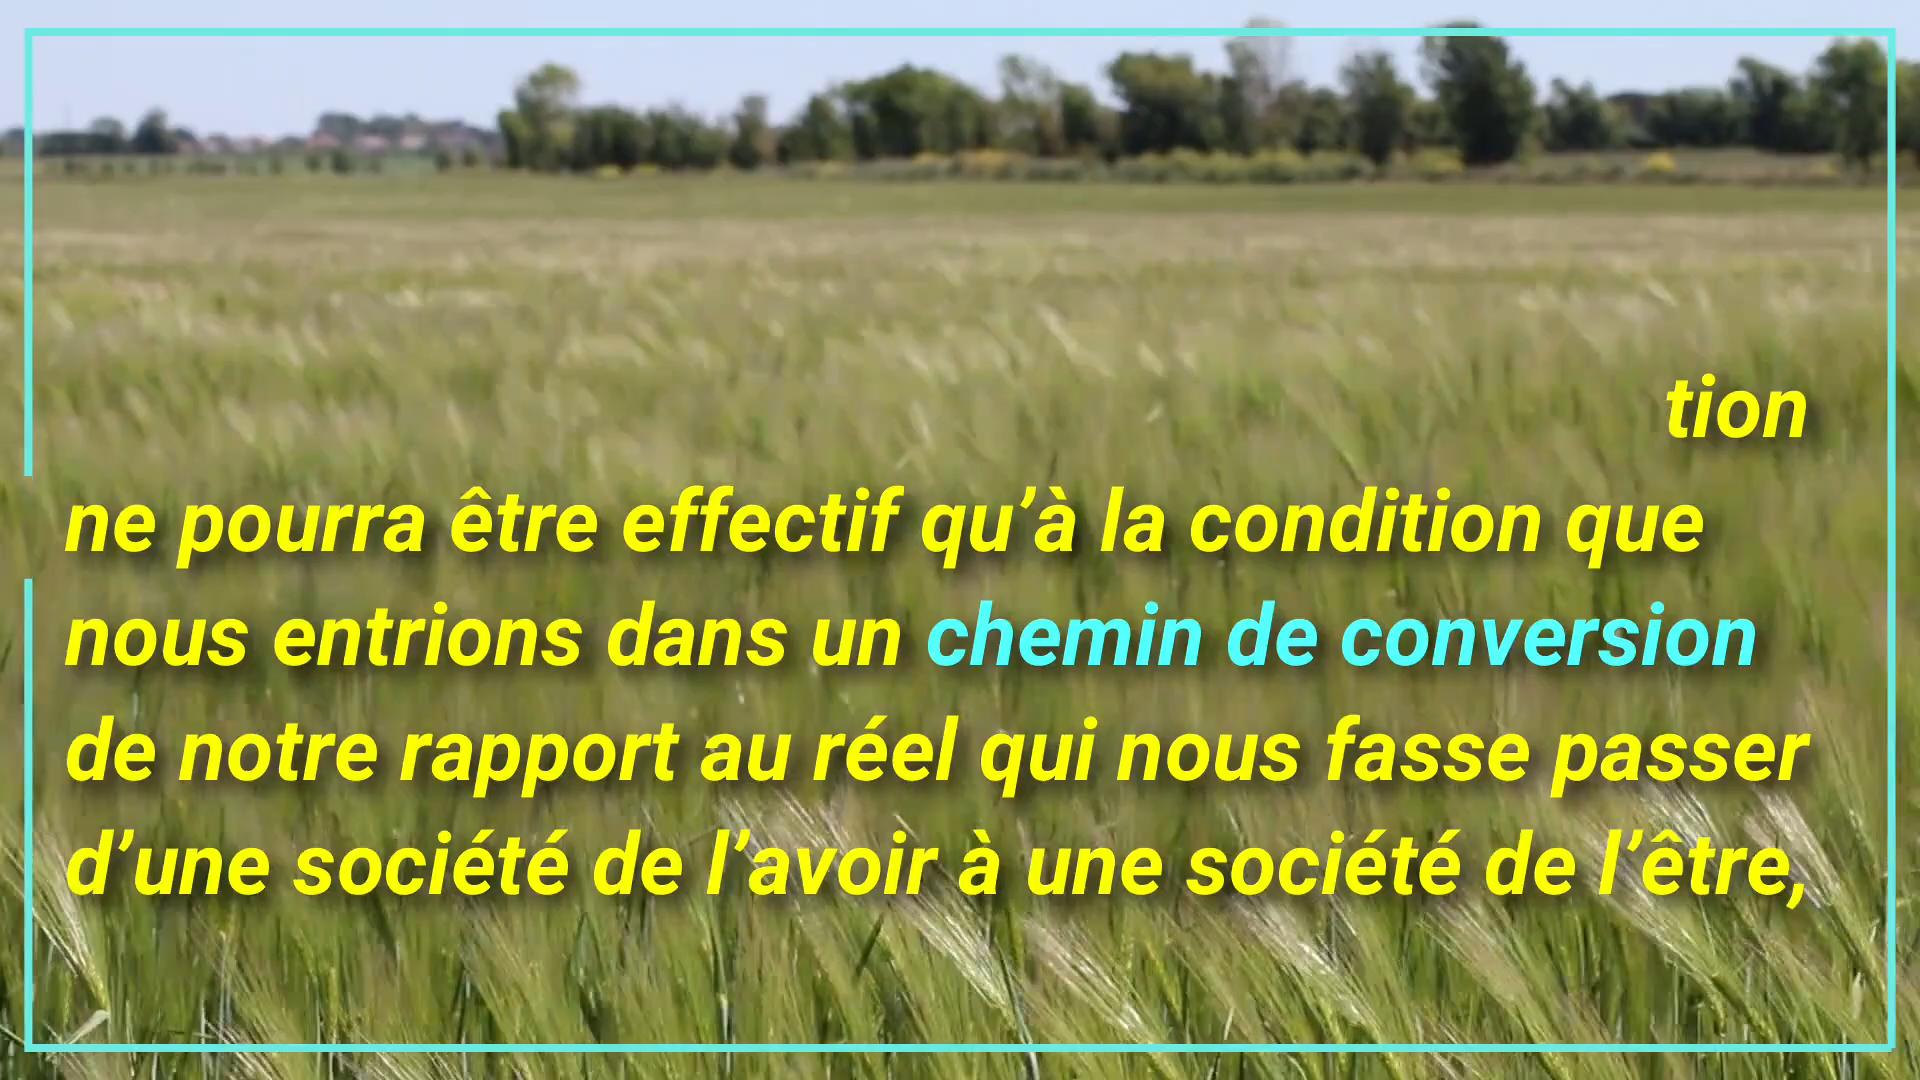 tion
ne pourra être effectif qu’à la condition que
nous entrions dans un chemin de conversion
de notre rapport au réel qui nous fasse passer
d’une société de l’avoir à une société de l’être,